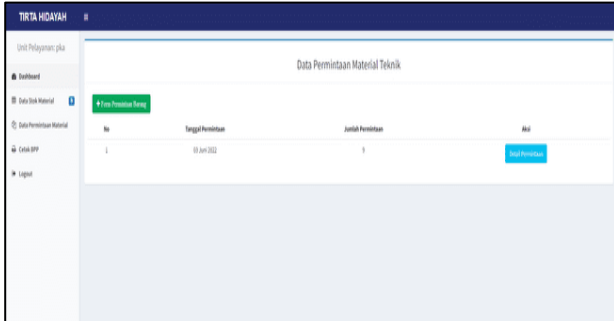 TIRTA HIDAYAH
Unit Pelayanan: pka
Dashboard
Data Stok Material
Data Permintaan Material
Cetak BPP
Logout
Data Permintaan Material Teknik
+ Form Permintaan Barang
No Tanggal Permintaan Jumlah Permintaan Aksi
1 03 Juni 2022 9 Detail Permintaan